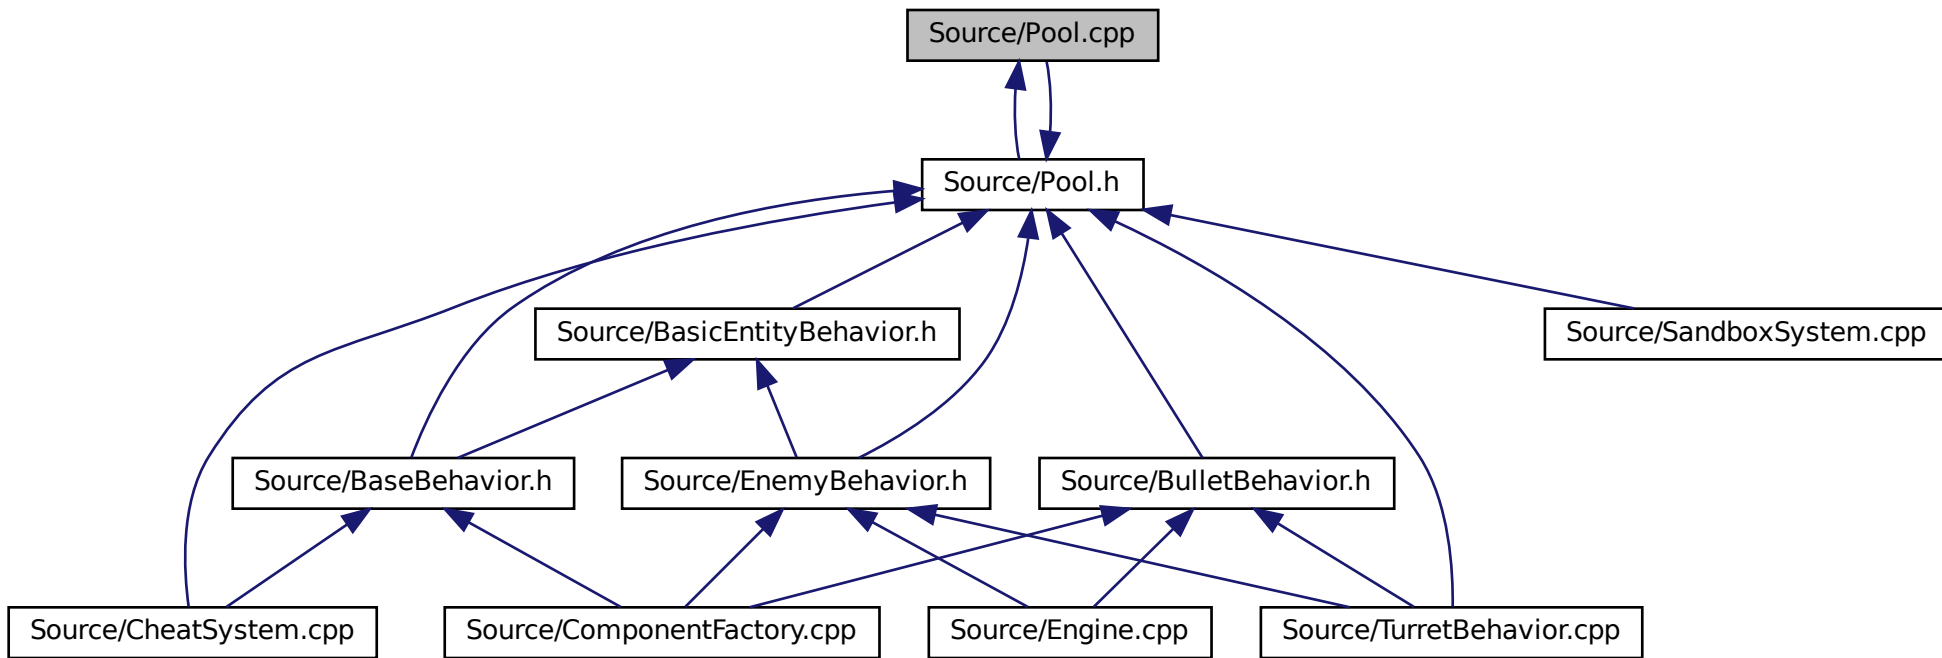 Source/Pool.cpp
Source/Pool.h
Source/BasicEntityBehavior.h
Source/SandboxSystem.cpp
Source/BaseBehavior.h
Source/EnemyBehavior.h
Source/BulletBehavior.h
Source/CheatSystem.cpp
Source/ComponentFactory.cpp
Source/Engine.cpp
Source/TurretBehavior.cpp